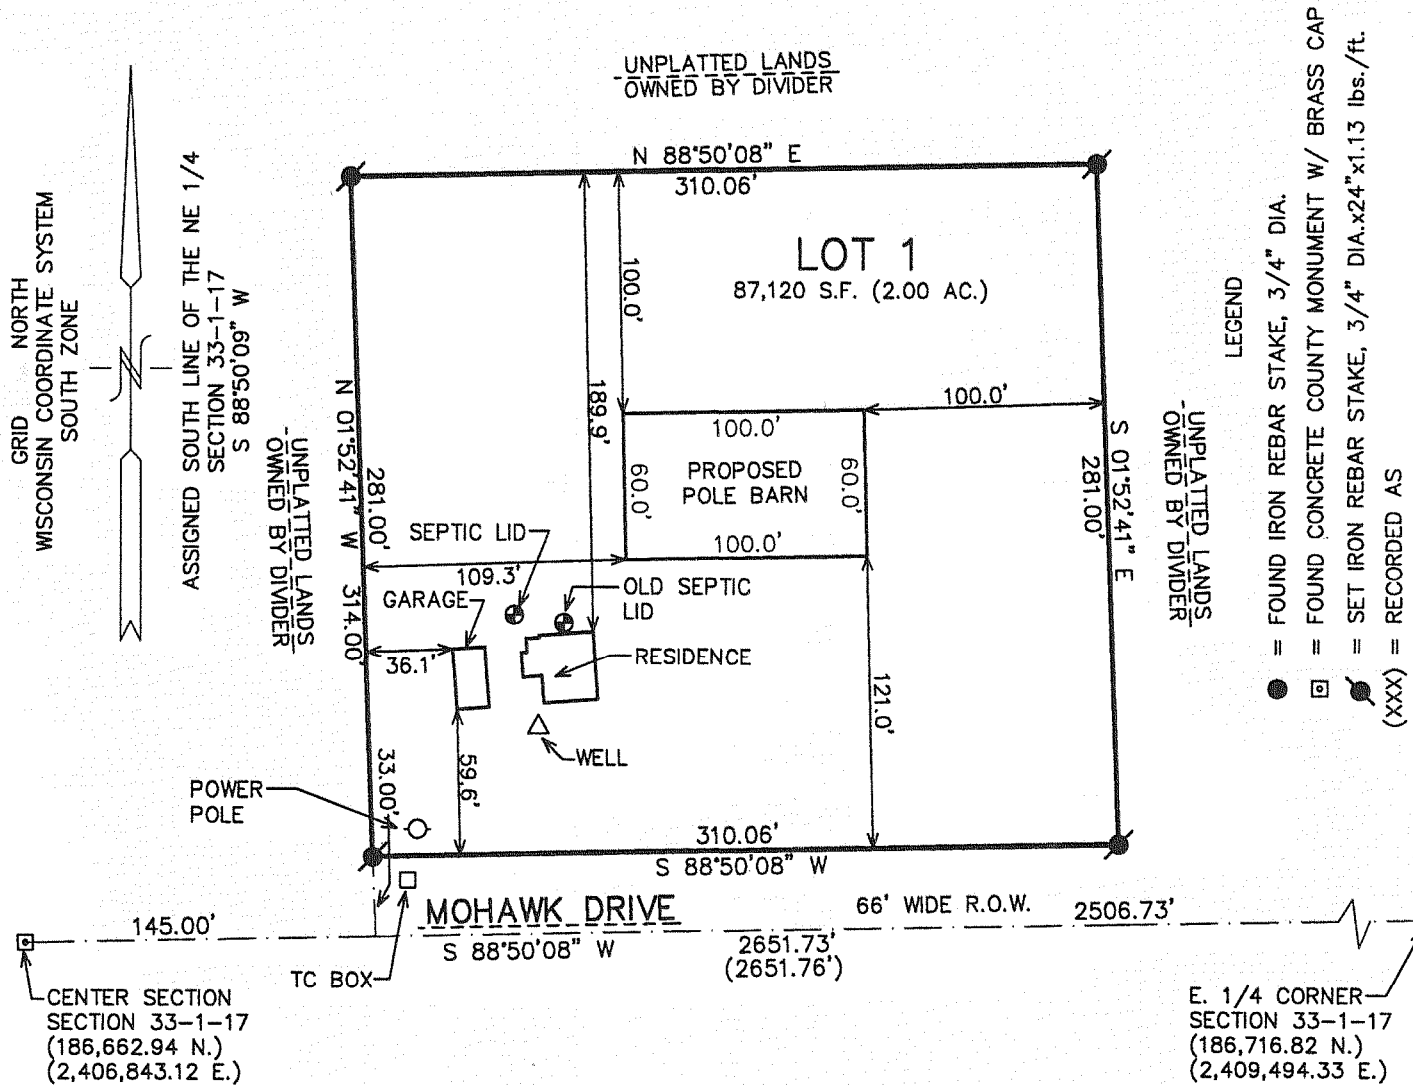 UNPLATTED LANDS
OWNED BY DIVIDER
GRID NORTH
WISCONSIN COORDINATE SYSTEM
SOUTH ZONE
ASSIGNED SOUTH LINE OF THE NE 1/4
SECTION 33-1-17
S 88°50'09" W
N 88°50'08" E
310.06'
LOT 1
87,120 S.F. (2.00 AC.)
100.0'
189.9'
100.0'
100.0'
PROPOSED
POLE BARN
60.0'
60.0'
100.0'
N 01°52'41" W
281.00'
314.00'
UNPLATTED LANDS
OWNED BY DIVIDER
S 01°52'41" E
281.00'
UNPLATTED LANDS
OWNED BY DIVIDER
SEPTIC LID
109.3'
GARAGE
OLD SEPTIC
LID
36.1'
RESIDENCE
121.0'
WELL
59.6'
33.00'
POWER
POLE
310.06'
S 88°50'08" W
MOHAWK DRIVE
66' WIDE R.O.W.
2506.73'
145.00'
S 88°50'08" W
2651.73'
(2651.76')
TC BOX
CENTER SECTION
SECTION 33-1-17
(186,662.94 N.)
(2,406,843.12 E.)
E. 1/4 CORNER
SECTION 33-1-17
(186,716.82 N.)
(2,409,494.33 E.)
LEGEND
= FOUND IRON REBAR STAKE, 3/4" DIA.
= FOUND CONCRETE COUNTY MONUMENT W/ BRASS CAP
= SET IRON REBAR STAKE, 3/4" DIA.x24"x1.13 lbs./ft.
(XXX) = RECORDED AS